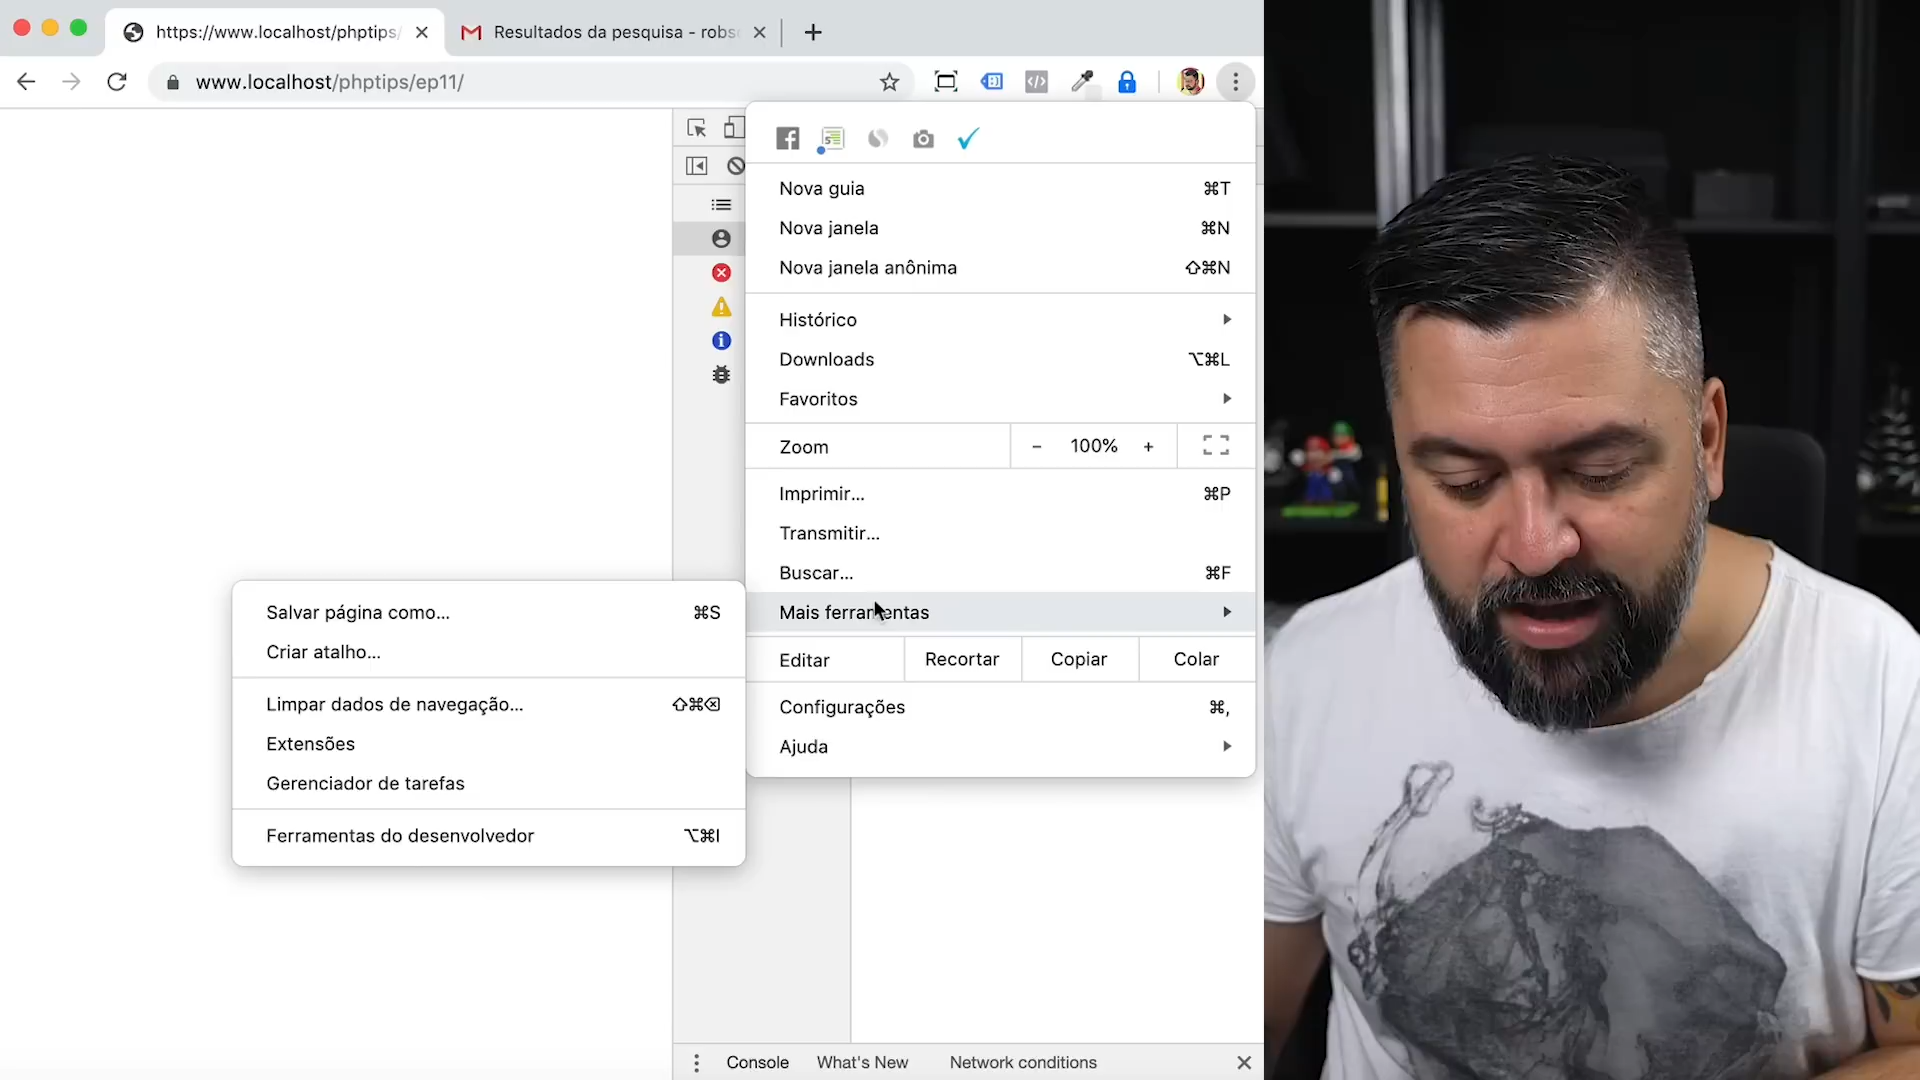 https://www.localhost/phptips/
Resultados da pesquisa - robs
www.localhost/phptips/ep11/
Nova guia ⌘T
Nova janela ⌘N
Nova janela anônima ⇧⌘N
Histórico
Downloads ⌥⌘L
Favoritos
Zoom - 100% +
Imprimir... ⌘P
Transmitir...
Buscar... ⌘F
Mais ferramentas
Editar Recortar Copiar Colar
Configurações ⌘,
Ajuda
Salvar página como... ⌘S
Criar atalho...
Limpar dados de navegação... ⇧⌘⌫
Extensões
Gerenciador de tarefas
Ferramentas do desenvolvedor ⌥⌘I
Console What's New Network conditions